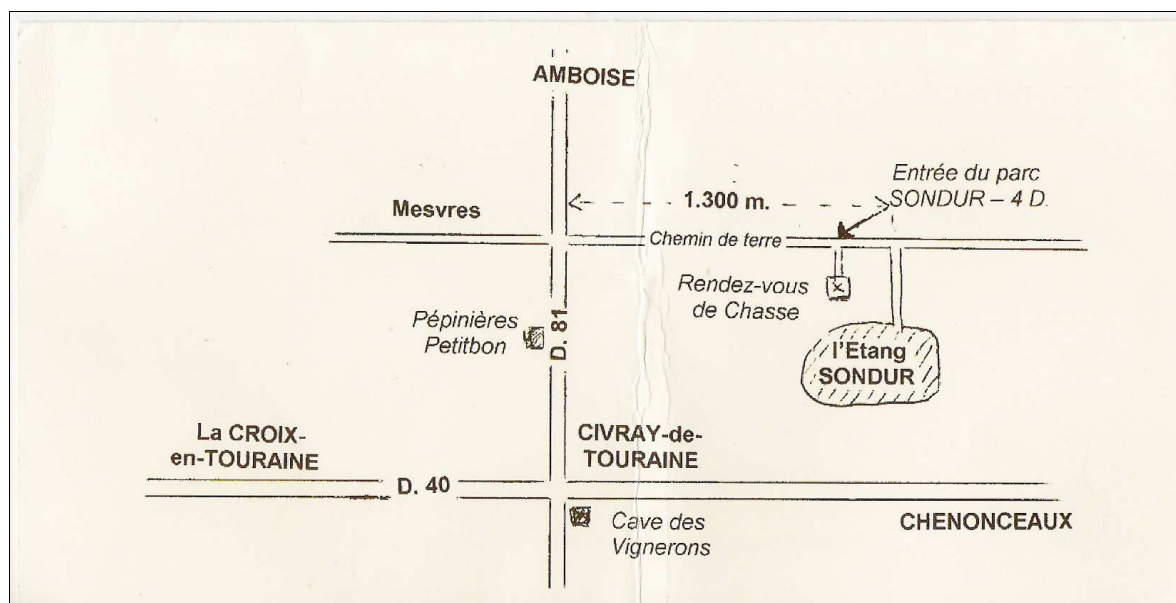 AMBOISE
Entrée du parc
SONDUR – 4 D.
1.300 m.
Mesvres
Chemin de terre
Rendez-vous
de Chasse
Pépinières
Petitbon
D. 81
l'Etang
SONDUR
La CROIX-
en-TOURAINE
CIVRAY-de-
TOURAINE
D. 40
CHENONCEAUX
Cave des
Vignerons